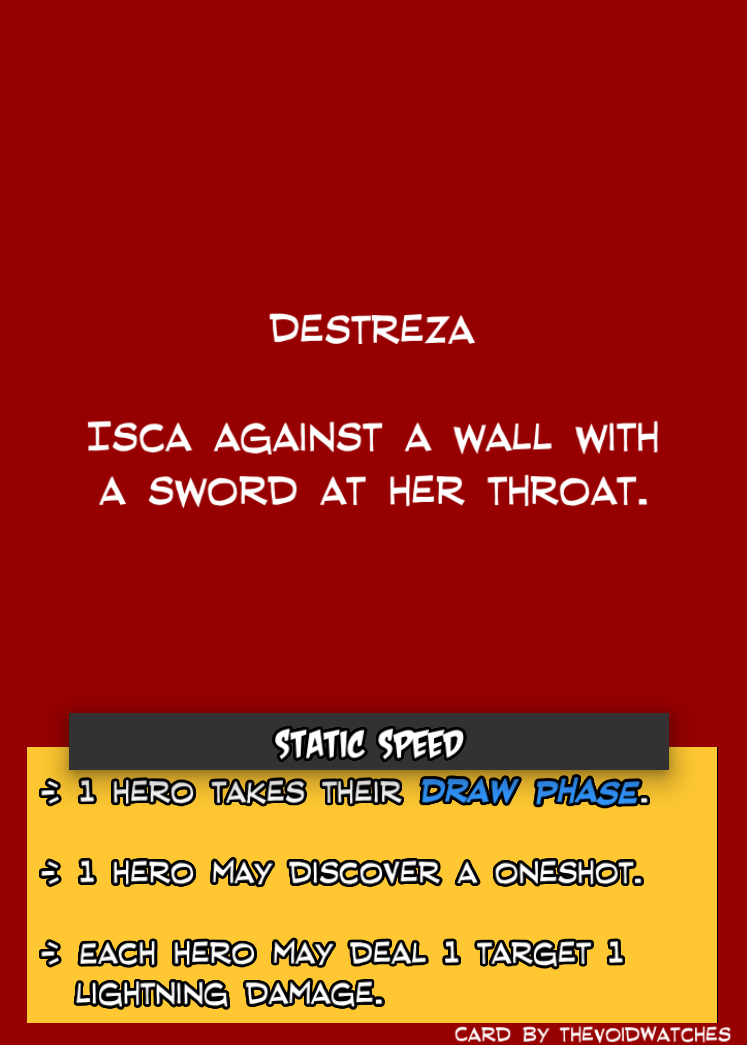 DESTREZA
ISCA AGAINST A WALL WITH
A SWORD AT HER THROAT.
STATIC SPEED
1 HERO TAKES THEIR DRAW PHASE.
1 HERO MAY DISCOVER A ONESHOT.
EACH HERO MAY DEAL 1 TARGET 1
LIGHTNING DAMAGE.
CARD BY THEVOIDWATCHES